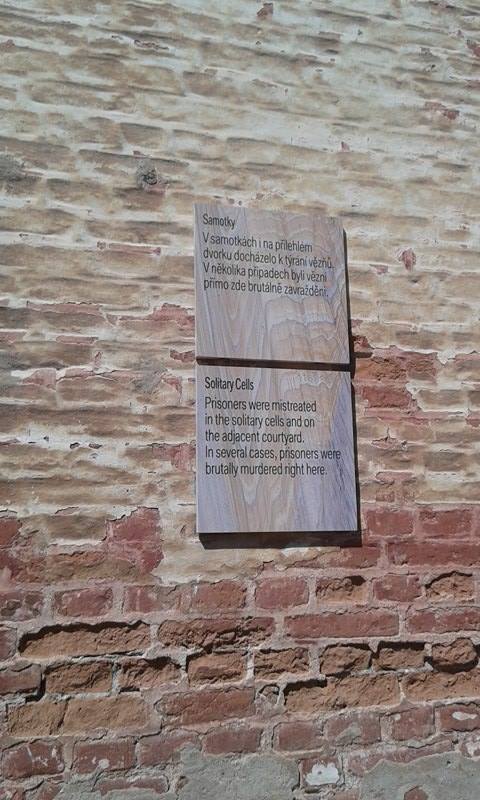 Samotky
V samotkách i na přilehlém
dvorku docházelo k týrání vězňů.
V několika případech byli vězni
přímo zde brutálně zavražděni.
Solitary Cells
Prisoners were mistreated
in the solitary cells and on
the adjacent courtyard.
In several cases, prisoners were
brutally murdered right here.